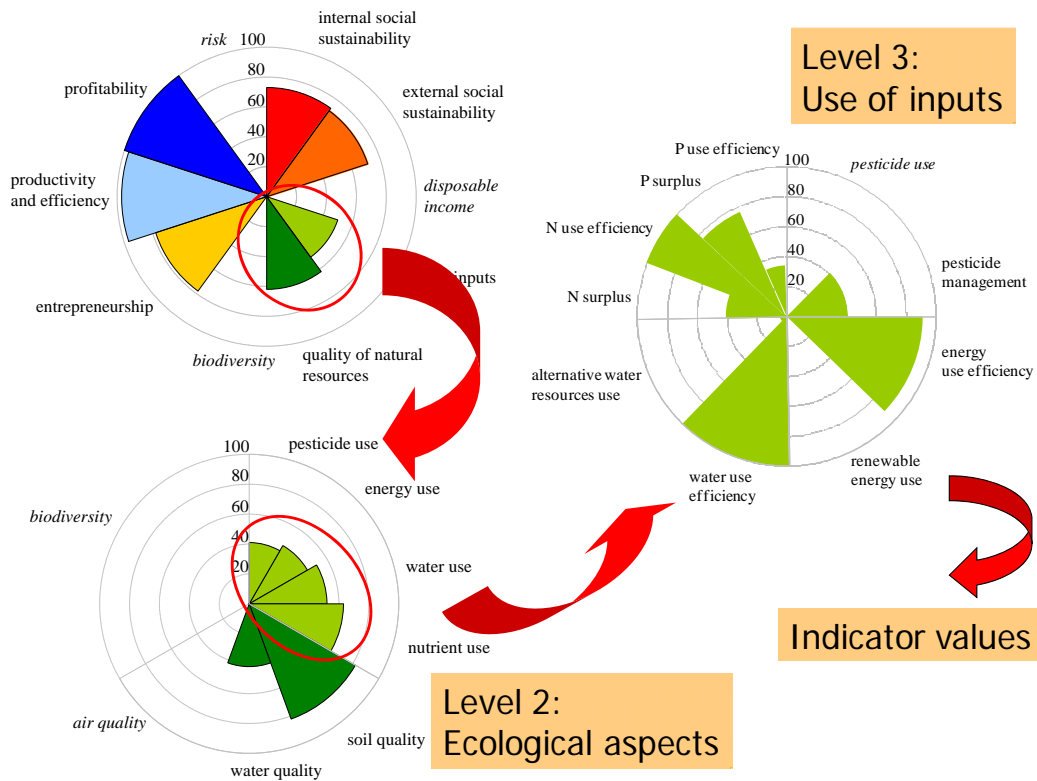 internal social
sustainability
risk
100
80
60
40
20
profitability
external social
sustainability
productivity
and efficiency
disposable
income
entrepreneurship
inputs
biodiversity
quality of natural
resources
Level 3:
Use of inputs
P use efficiency
100
80
60
40
20
pesticide use
P surplus
N use efficiency
pesticide
management
N surplus
energy
use efficiency
alternative water
resources use
water use
efficiency
renewable
energy use
Indicator values
100
80
60
40
20
pesticide use
energy use
biodiversity
water use
nutrient use
air quality
soil quality
water quality
Level 2:
Ecological aspects